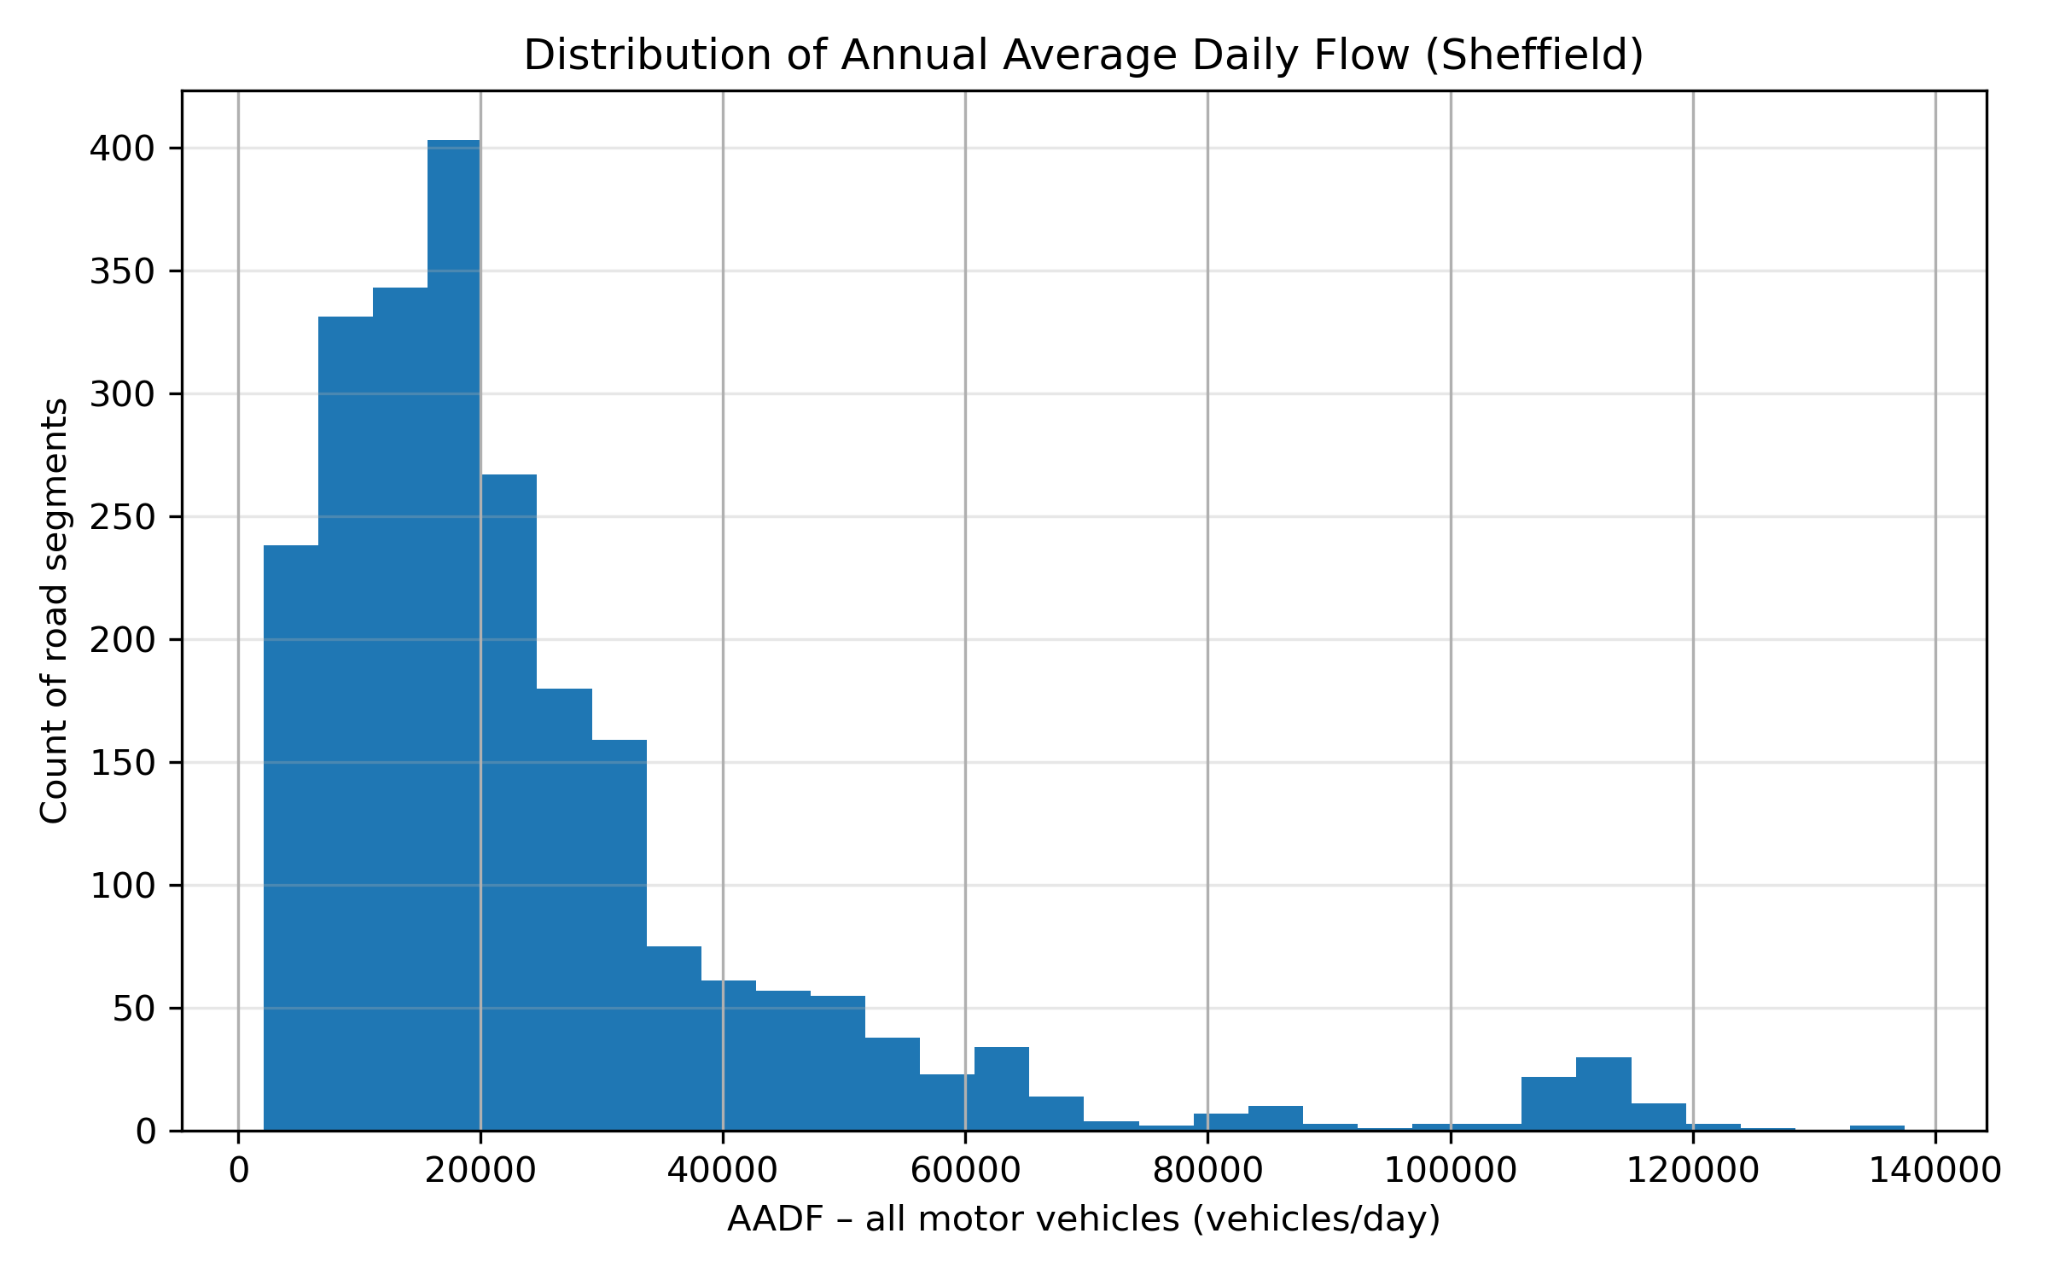 Distribution of Annual Average Daily Flow (Sheffield)
400
350
300
250
200
150
100
50
0
Count of road segments
0 20000 40000 60000 80000 100000 120000 140000
AADF – all motor vehicles (vehicles/day)